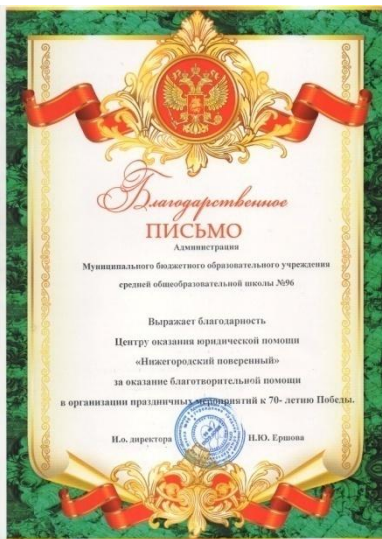 Благодарственное
ПИСЬМО
Администрация
Муниципального бюджетного образовательного учреждения
средней общеобразовательной школы №96
Выражает благодарность
Центру оказания юридической помощи
«Нижегородский поверенный»
за оказание благотворительной помощи
в организации праздничных мероприятий к 70- летию Победы.
И.о. директора Н.Ю. Ершова